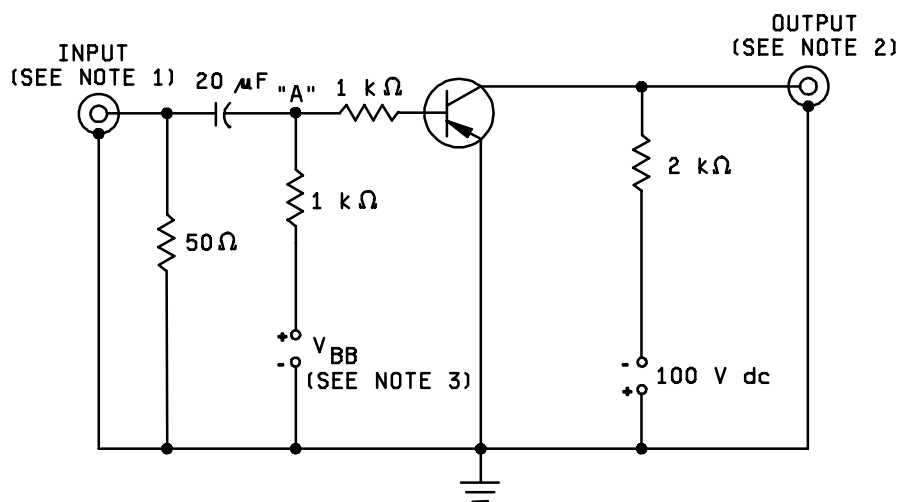 INPUT
(SEE NOTE 1)
OUTPUT
(SEE NOTE 2)
20 µF
"A"
1 kΩ
1 kΩ
50Ω
2 kΩ
+
-
VBB
(SEE NOTE 3)
-
+
100 V dc